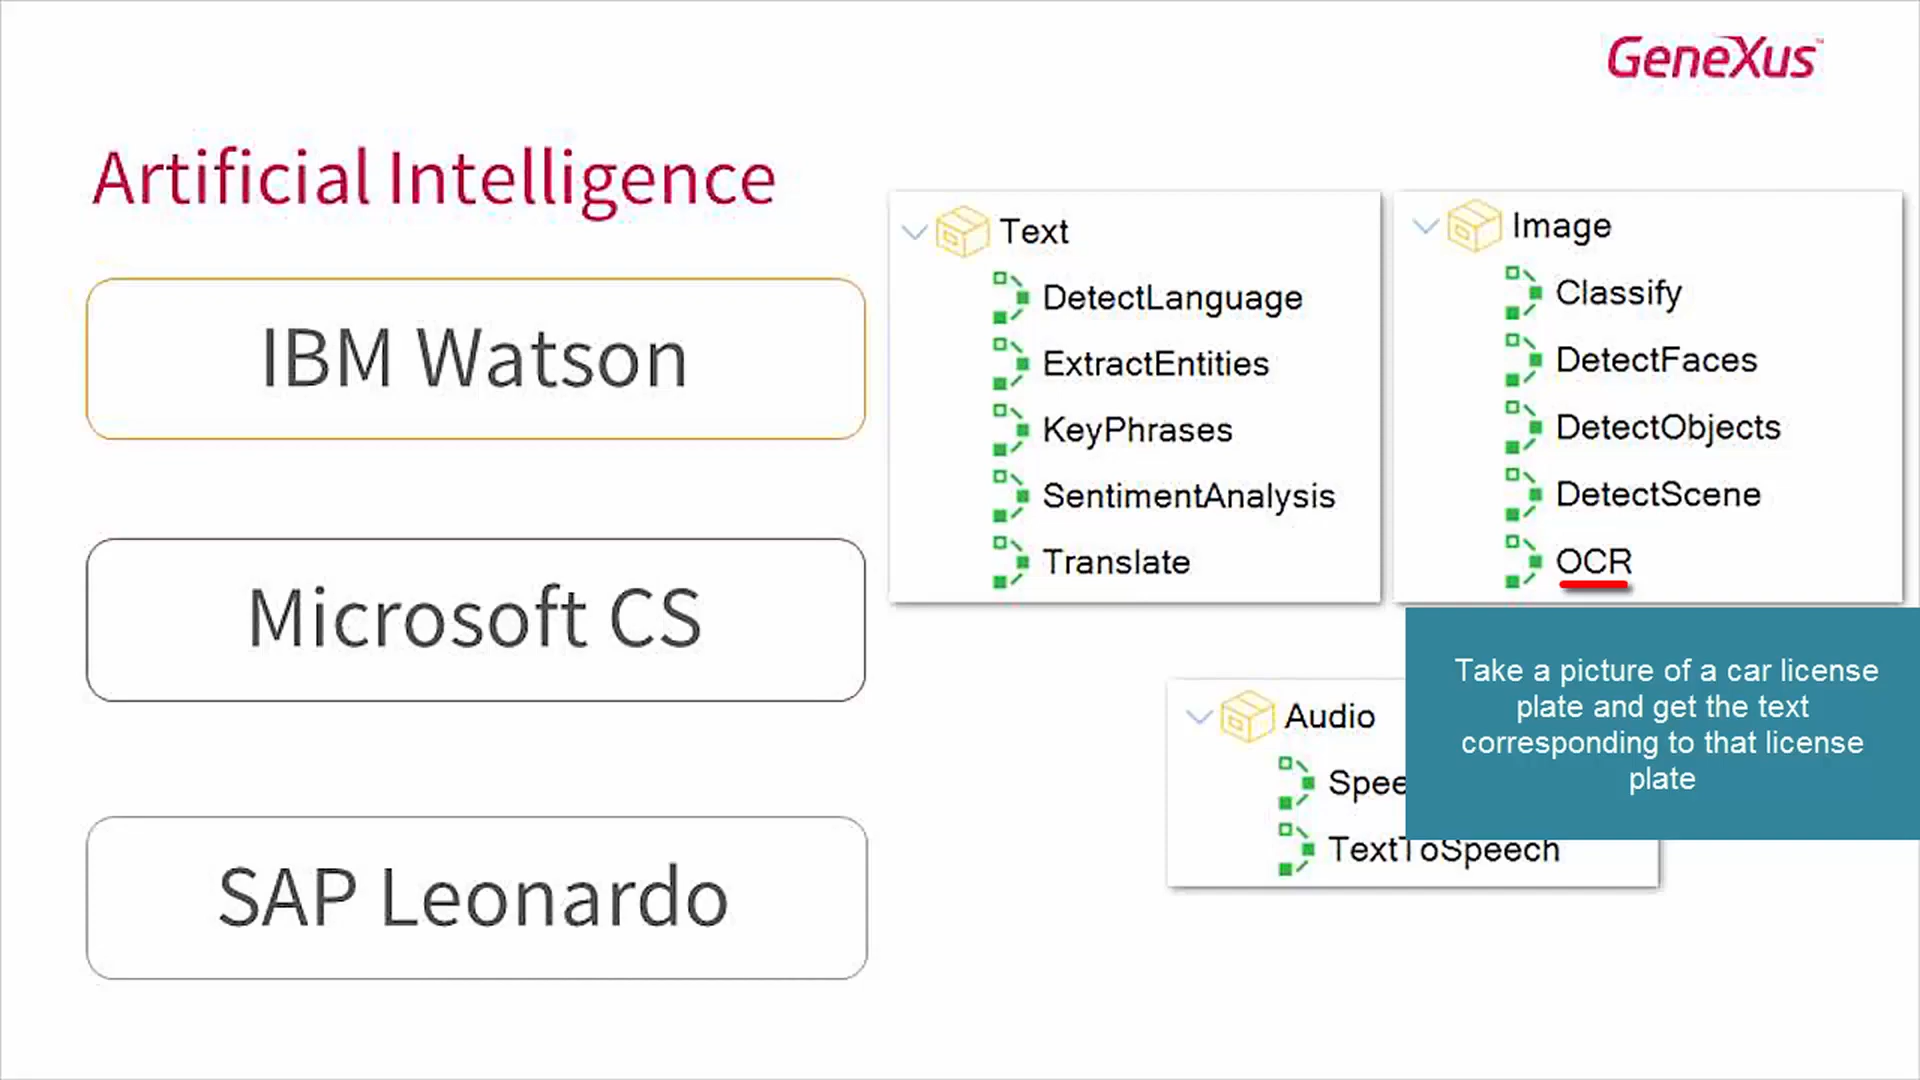 GeneXus™
Artificial Intelligence
IBM Watson
Microsoft CS
SAP Leonardo
Text
DetectLanguage
ExtractEntities
KeyPhrases
SentimentAnalysis
Translate
Image
Classify
DetectFaces
DetectObjects
DetectScene
OCR
Take a picture of a car license
plate and get the text
corresponding to that license
plate
Audio
TextToSpeech